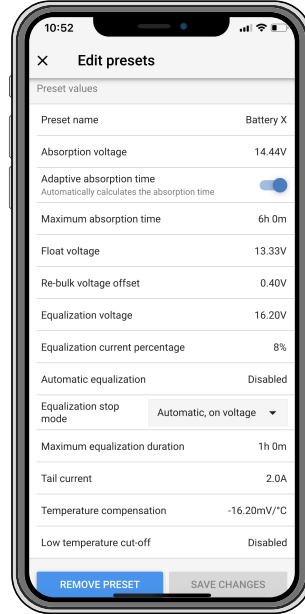 10:52
Edit presets
Preset values
Preset name Battery X
Absorption voltage 14.44V
Adaptive absorption time
Automatically calculates the absorption time
Maximum absorption time 6h 0m
Float voltage 13.33V
Re-bulk voltage offset 0.40V
Equalization voltage 16.20V
Equalization current percentage 8%
Automatic equalization Disabled
Equalization stop
mode Automatic, on voltage
Maximum equalization duration 1h 0m
Tail current 2.0A
Temperature compensation -16.20mV/°C
Low temperature cut-off Disabled
REMOVE PRESET SAVE CHANGES